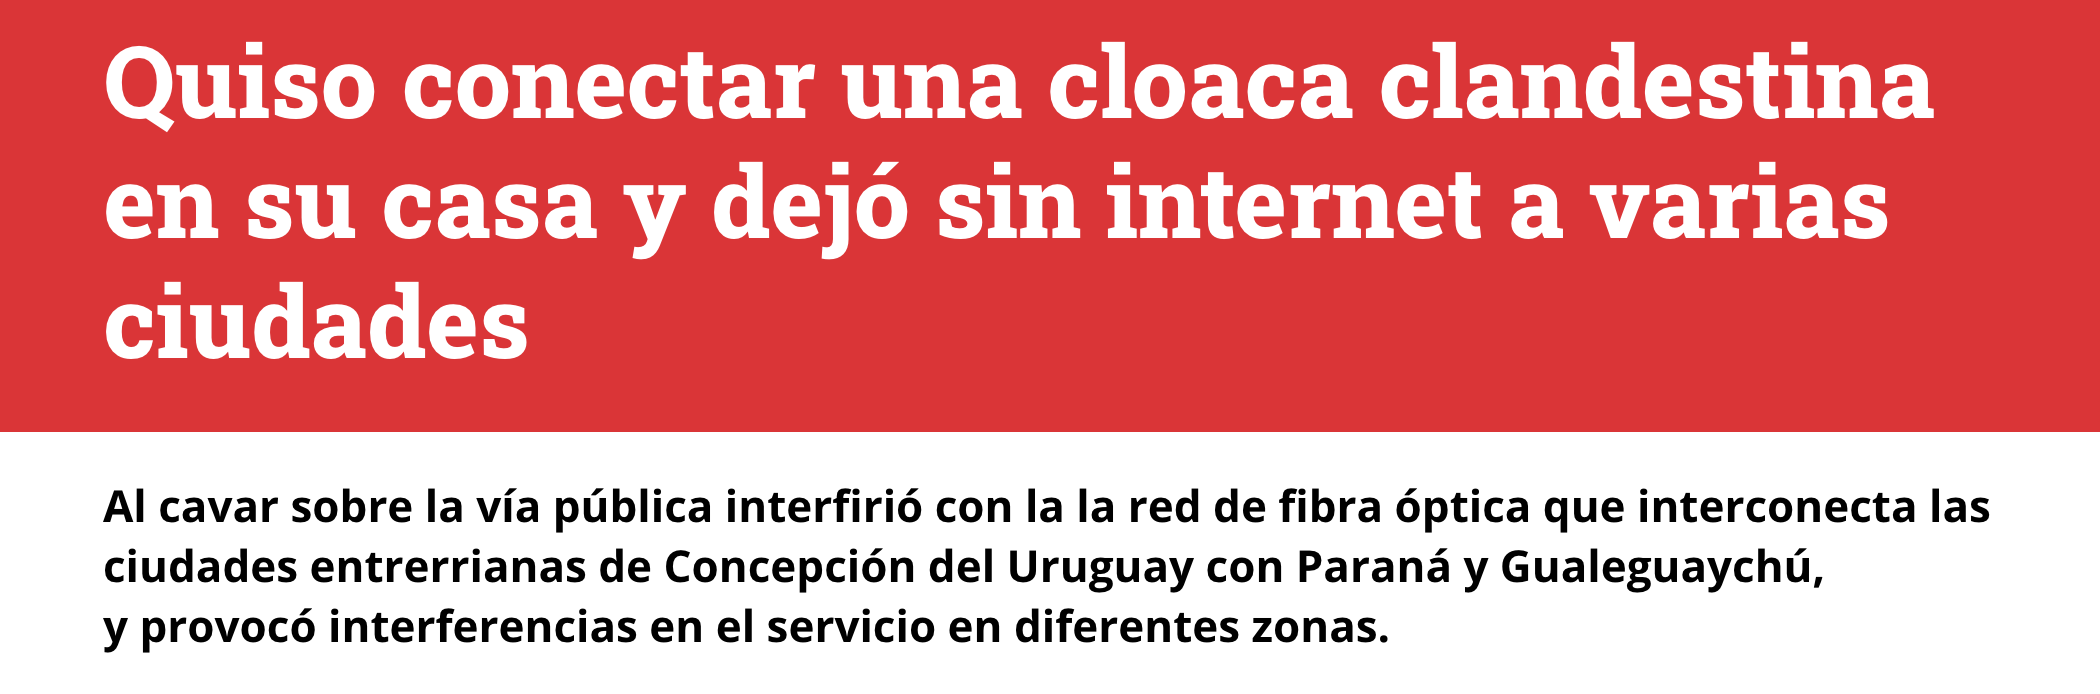 Quiso conectar una cloaca clandestina
en su casa y dejó sin internet a varias
ciudades
Al cavar sobre la vía pública interfirió con la la red de fibra óptica que interconecta las
ciudades entrerrianas de Concepción del Uruguay con Paraná y Gualeguaychú,
y provocó interferencias en el servicio en diferentes zonas.